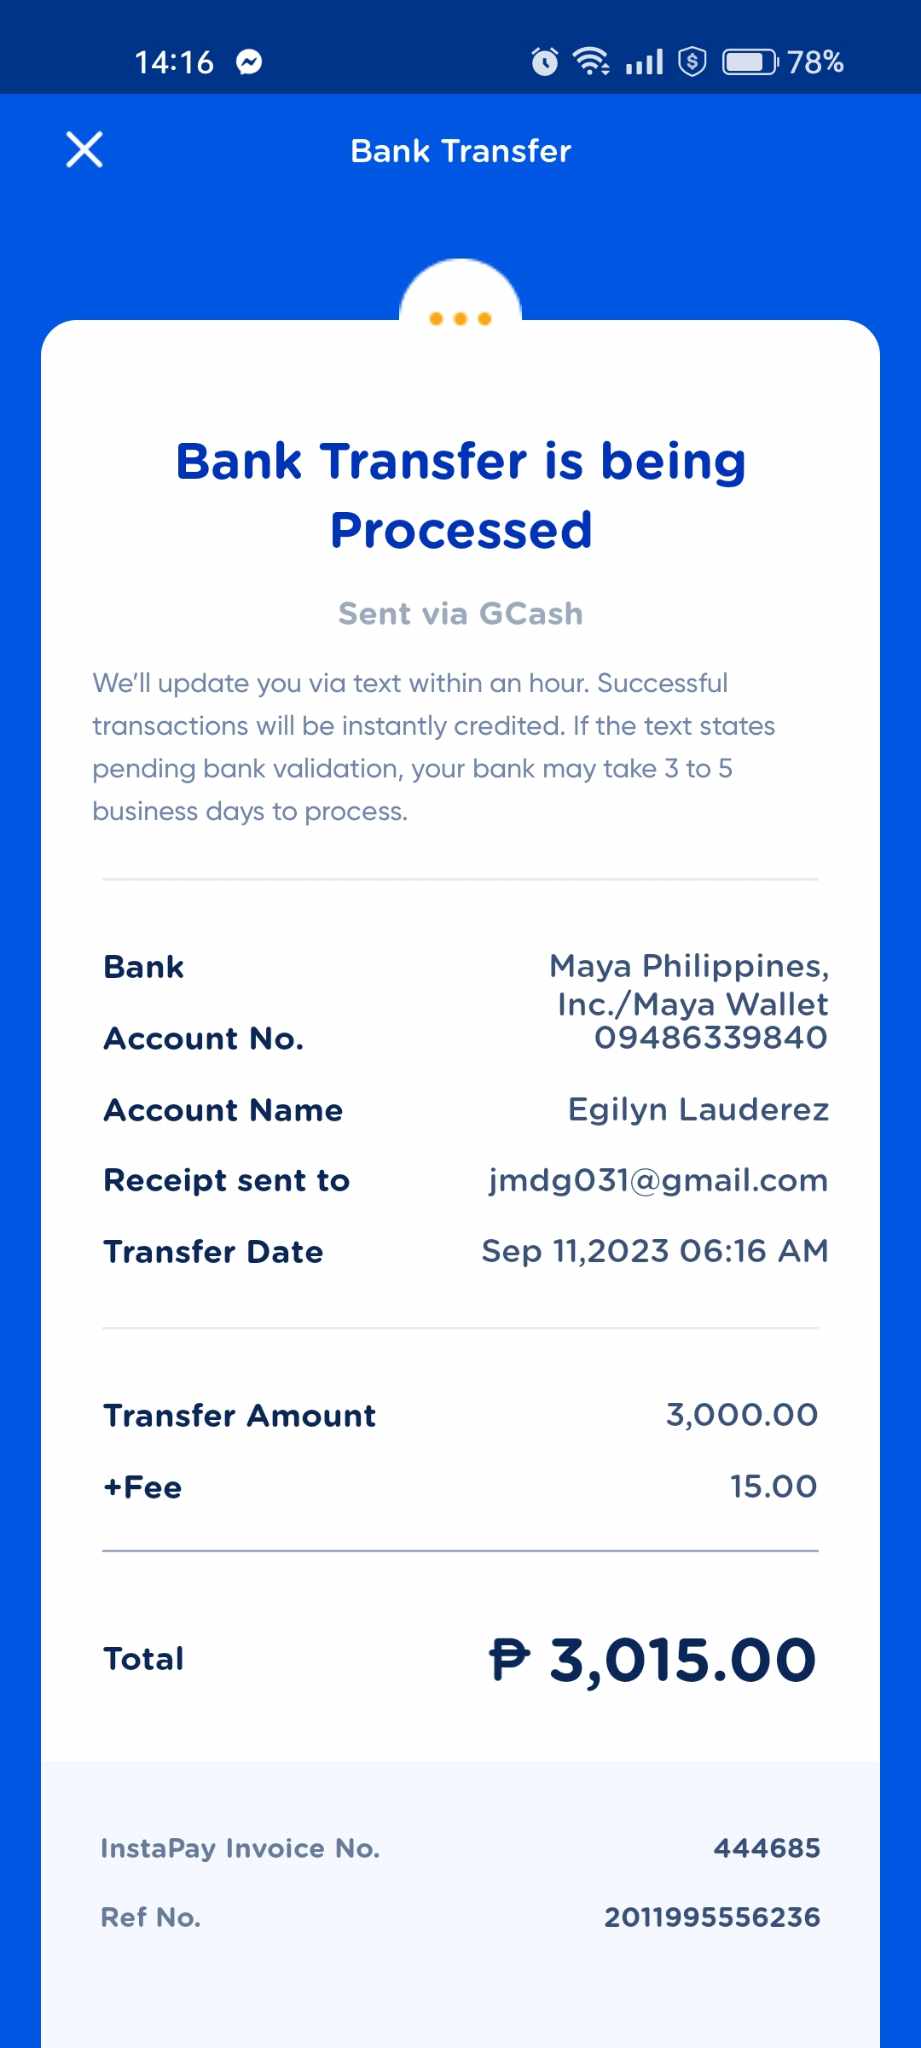 14:16
78%
Bank Transfer
Bank Transfer is being
Processed
Sent via GCash
We'll update you via text within an hour. Successful
transactions will be instantly credited. If the text states
pending bank validation, your bank may take 3 to 5
business days to process.
Bank Maya Philippines,
Inc./Maya Wallet
Account No. 09486339840
Account Name Egilyn Lauderez
Receipt sent to jmdg031@gmail.com
Transfer Date Sep 11,2023 06:16 AM
Transfer Amount 3,000.00
+Fee 15.00
Total ₱ 3,015.00
InstaPay Invoice No. 444685
Ref No. 2011995556236